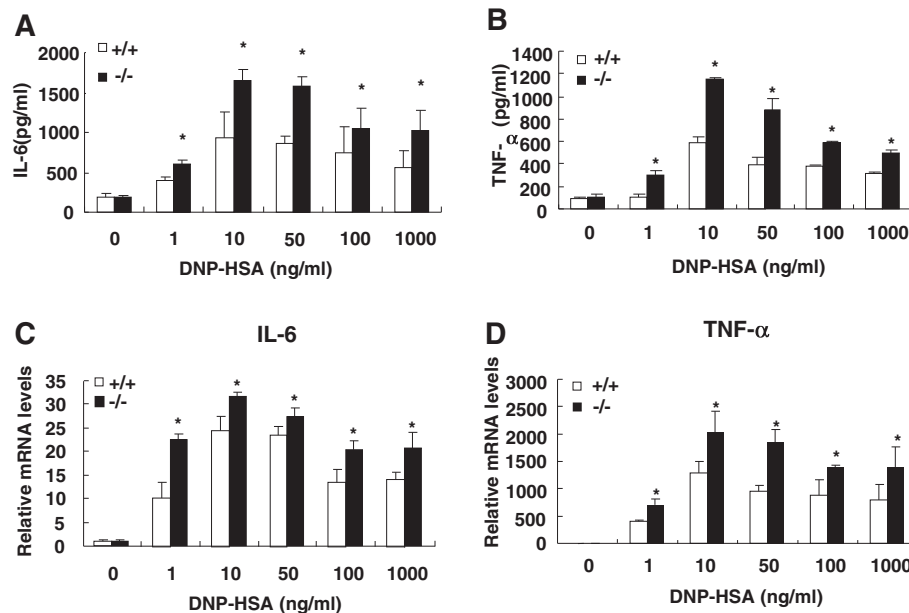 A
+/+
-/-
IL-6(pg/ml)
2000
1500
1000
500
0
* * * * *
0 1 10 50 100 1000
DNP-HSA (ng/ml)
B
+/+
-/-
TNF-α (pg/ml)
1400
1200
1000
800
600
400
200
0
* * * * *
0 1 10 50 100 1000
DNP-HSA (ng/ml)
C
IL-6
+/+
-/-
Relative mRNA levels
35
30
25
20
15
10
5
0
* * * * *
0 1 10 50 100 1000
DNP-HSA (ng/ml)
D
TNF-α
+/+
-/-
Relative mRNA levels
3000
2500
2000
1500
1000
500
* * * * *
0 1 10 50 100 1000
DNP-HSA (ng/ml)